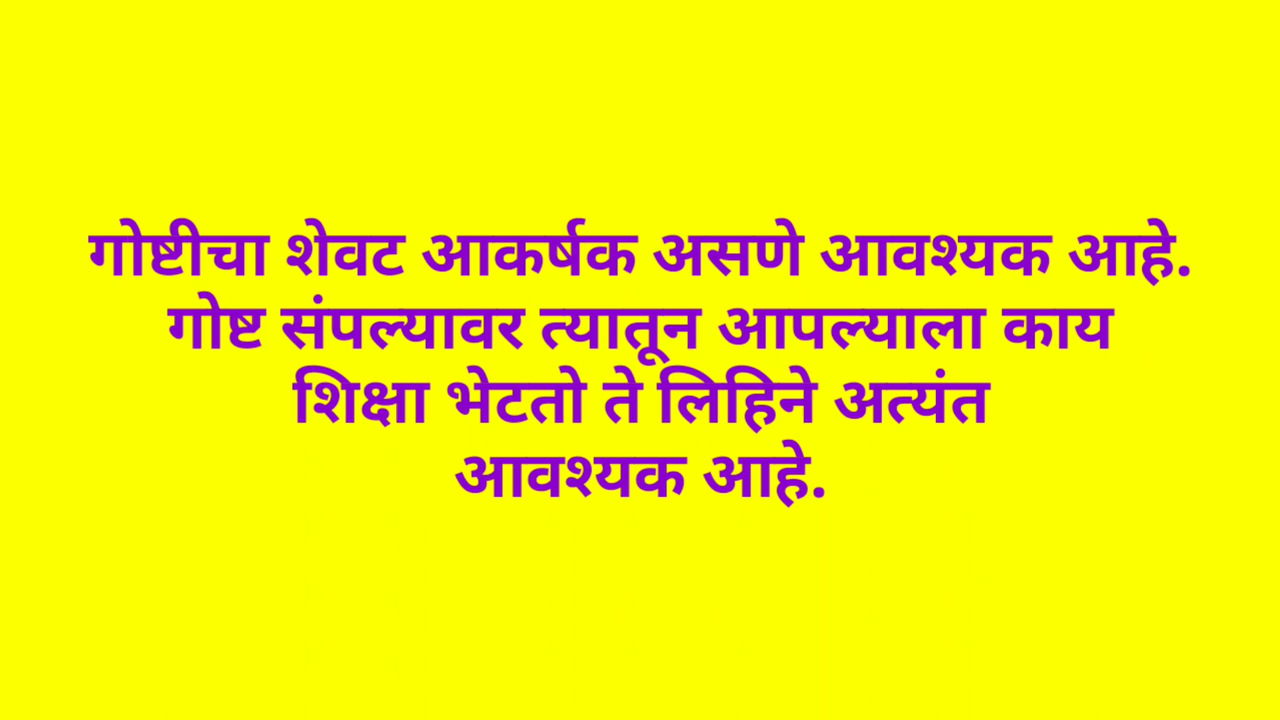 गोष्टीचा शेवट आकर्षक असणे आवश्यक आहे.
गोष्ट संपल्यावर त्यातून आपल्याला काय
शिक्षा भेटतो ते लिहिने अत्यंत
आवश्यक आहे.